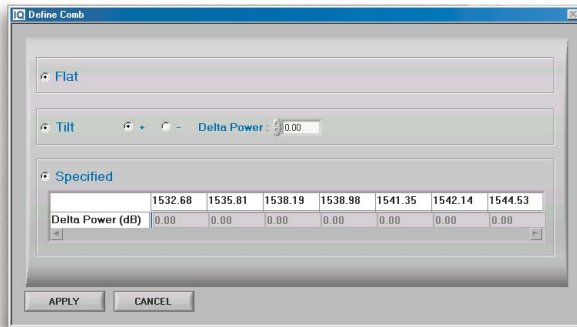 IQ Define Comb
Flat
Tilt + - Delta Power : 0.00
Specified
1532.68 1535.81 1538.19 1538.98 1541.35 1542.14 1544.53
Delta Power (dB) 0.00 0.00 0.00 0.00 0.00 0.00 0.00
APPLY CANCEL